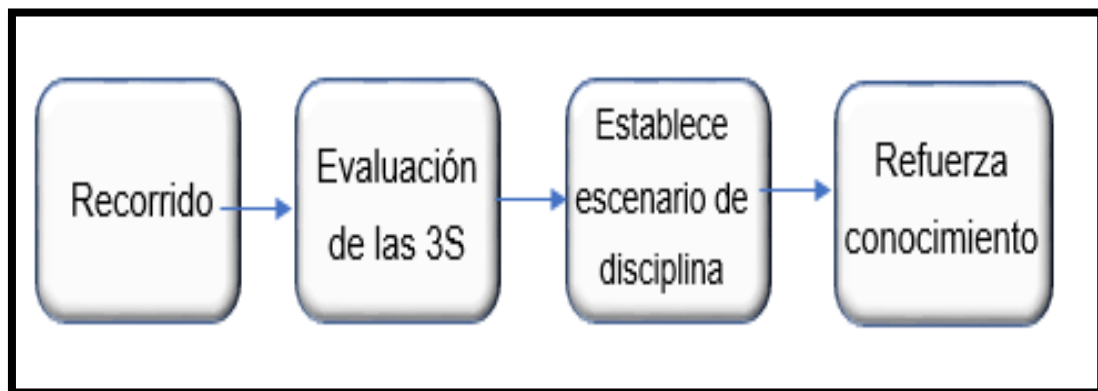 Recorrido
Evaluación
de las 3S
Establece
escenario de
disciplina
Refuerza
conocimiento